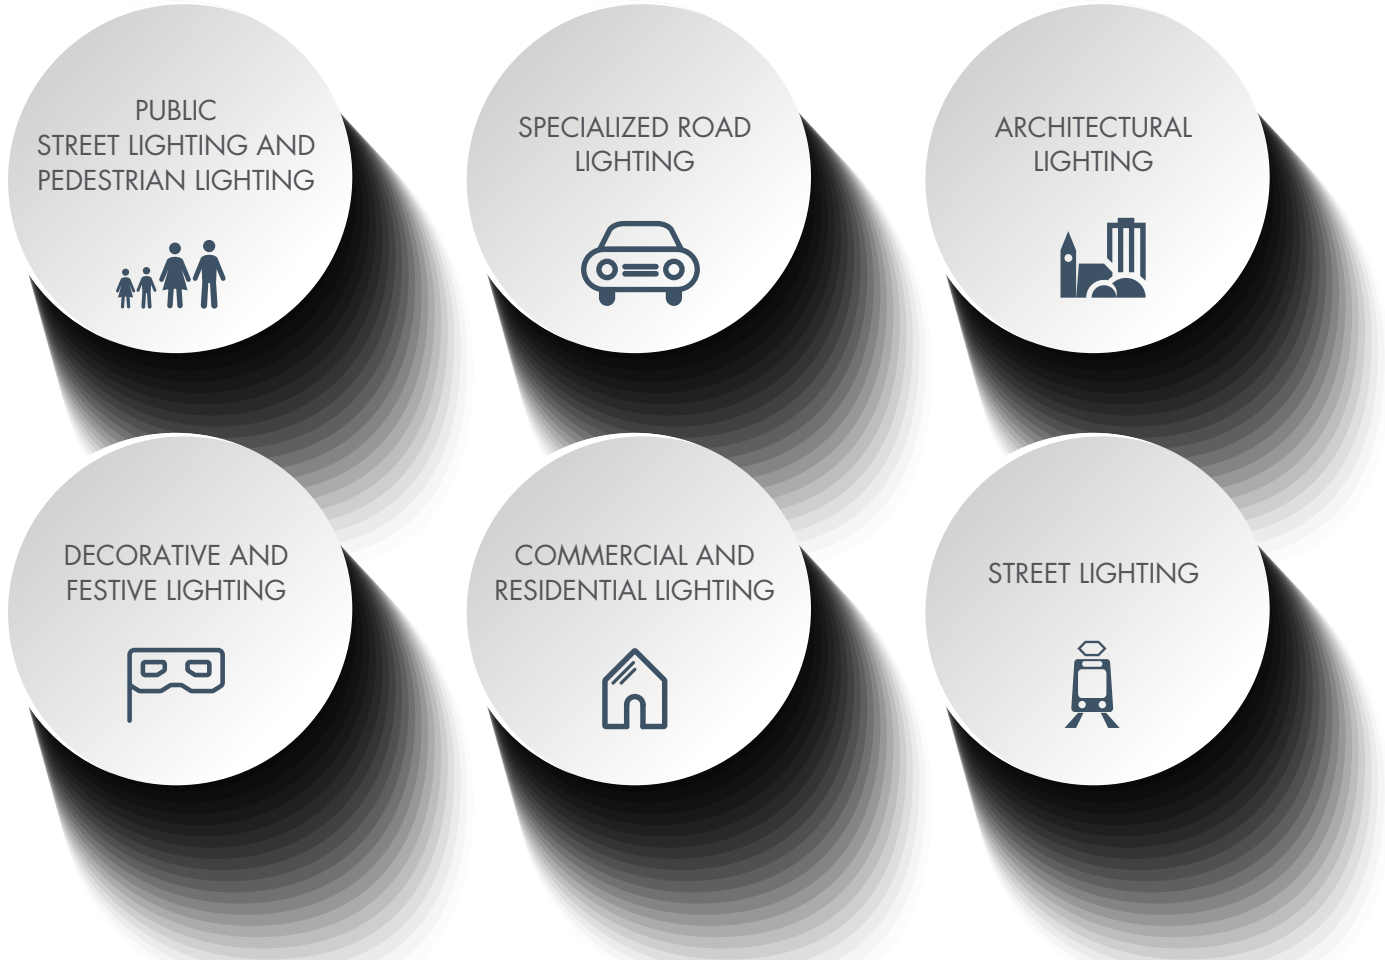 PUBLIC
STREET LIGHTING AND
PEDESTRIAN LIGHTING
SPECIALIZED ROAD
LIGHTING
ARCHITECTURAL
LIGHTING
DECORATIVE AND
FESTIVE LIGHTING
COMMERCIAL AND
RESIDENTIAL LIGHTING
STREET LIGHTING